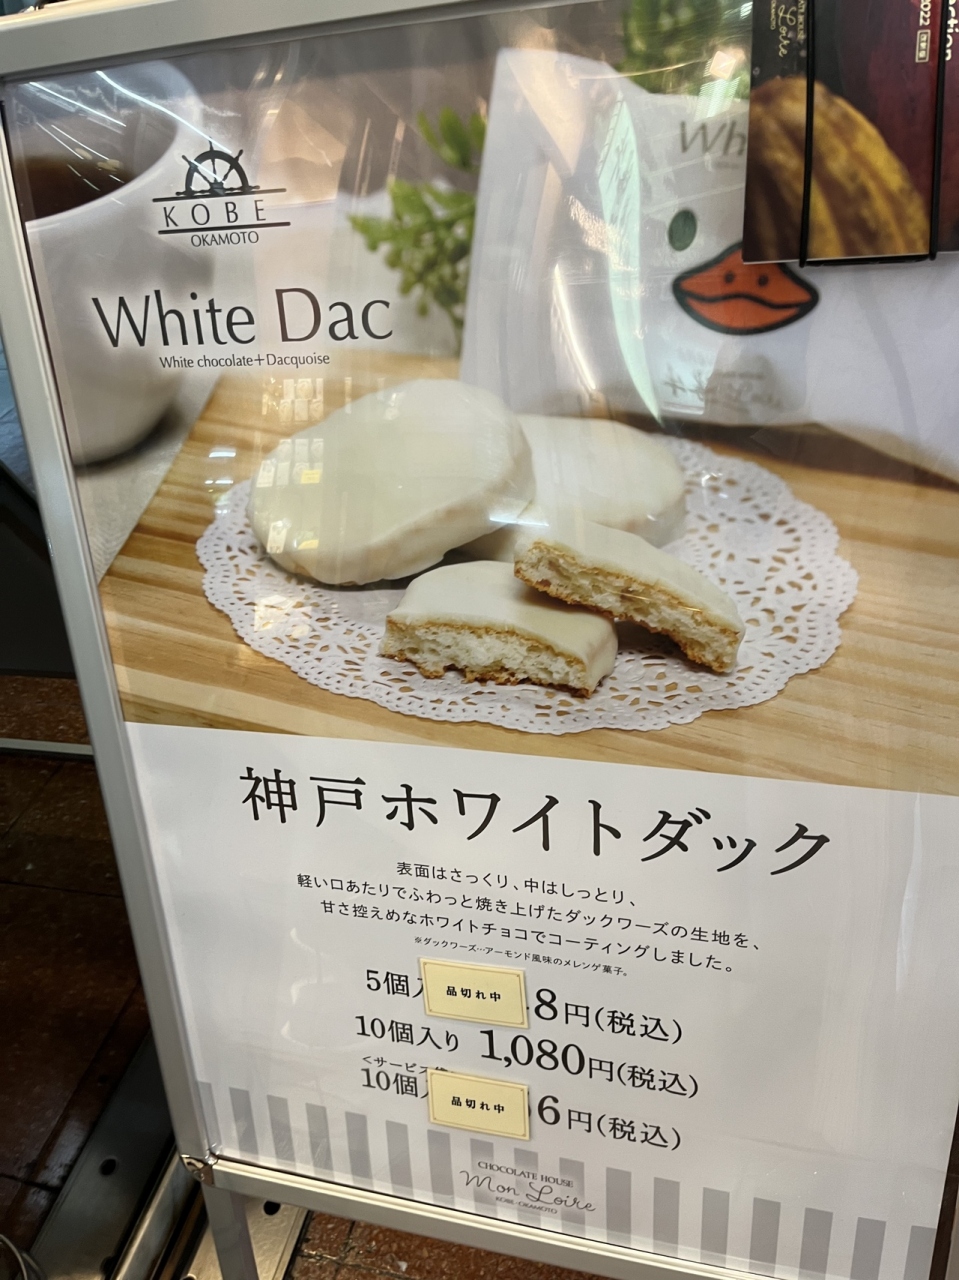 KOBE
OKAMOTO
White Dac
White chocolate+Dacquoise
Wh
Loire
2022
神戸ホワイトダック
表面はさっくり、中はしっとり、
軽い口あたりでふわっと焼き上げたダックワーズの生地を、
甘さ控えめなホワイトチョコでコーティングしました。
※ダックワーズ…アーモンド風味のメレンゲ菓子。
5個入 品切れ中 8円(税込)
10個入り 1,080円(税込)
<サービス
10個 品切れ中 6円(税込)
CHOCOLATE HOUSE
Mon Loire
KOBE OKAMOTO